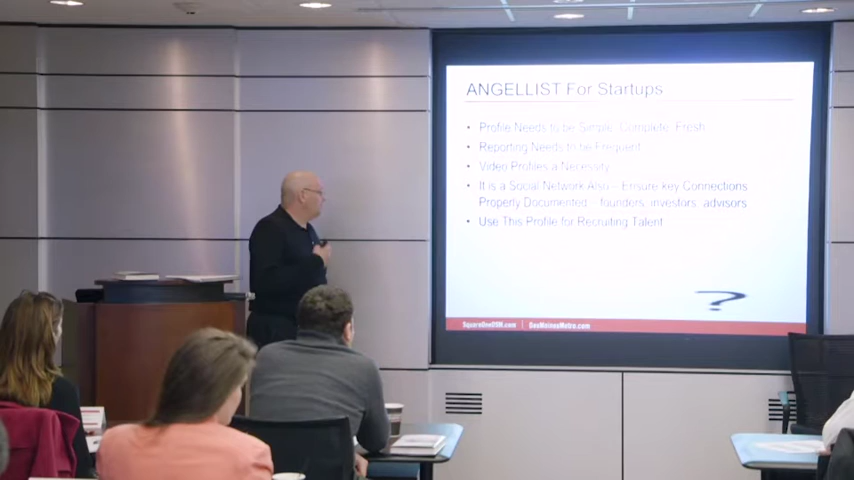 ANGELLIST For Startups
• Profile Needs to be Simple, Complete, Fresh
• Reporting Needs to be Frequent
• Video Profiles a Necessity
• It is a Social Network Also – Ensure key Connections
Properly Documented – founders, investors, advisors
• Use This Profile for Recruiting Talent
?
SquareOneDSM.com | DesMoinesMetro.com